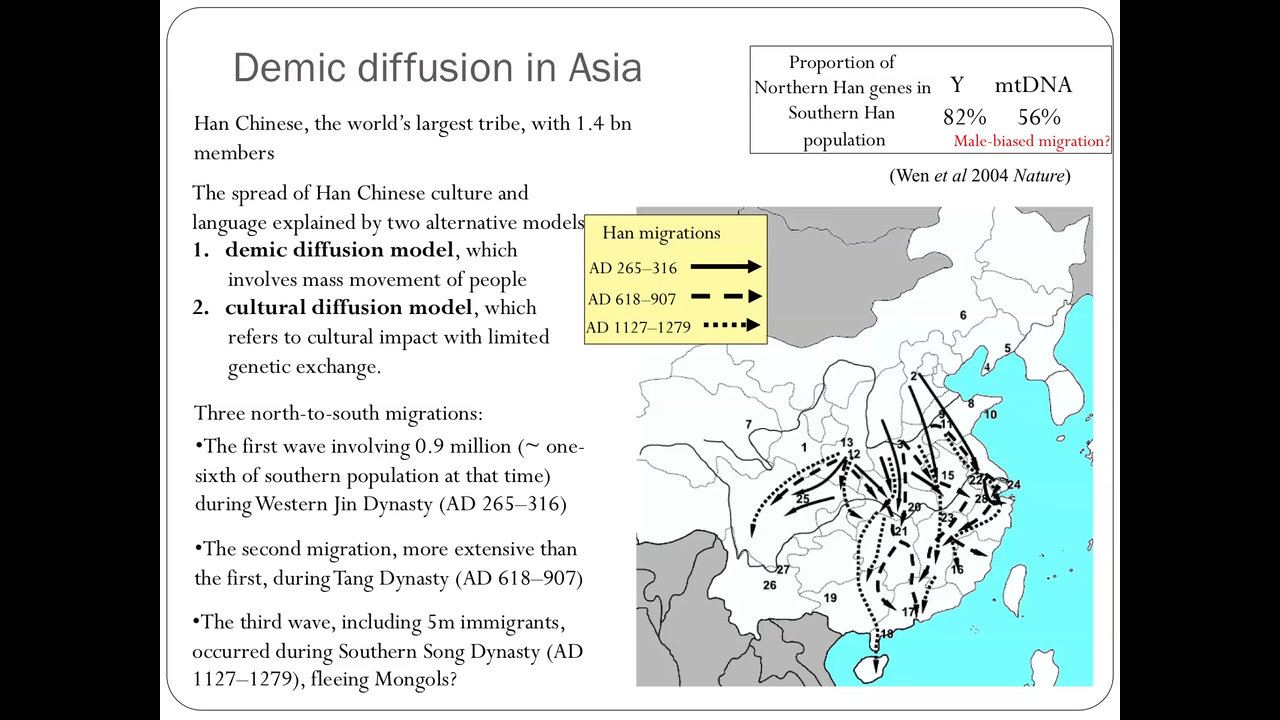 Demic diffusion in Asia
Proportion of
Northern Han genes in
Southern Han
population
Y mtDNA
82% 56%
Male-biased migration?
(Wen et al 2004 Nature)
Han Chinese, the world’s largest tribe, with 1.4 bn
members
The spread of Han Chinese culture and
language explained by two alternative models
1. demic diffusion model, which
involves mass movement of people
2. cultural diffusion model, which
refers to cultural impact with limited
genetic exchange.
Three north-to-south migrations:
•The first wave involving 0.9 million (~ one-
sixth of southern population at that time)
during Western Jin Dynasty (AD 265–316)
•The second migration, more extensive than
the first, during Tang Dynasty (AD 618–907)
•The third wave, including 5m immigrants,
occurred during Southern Song Dynasty (AD
1127–1279), fleeing Mongols?
Han migrations
AD 265–316
AD 618–907
AD 1127–1279
6
5
4
2
8
9
10
11
7
1
13
12
3
15
22
24
25
28
20
23
21
16
27
26
19
17
18